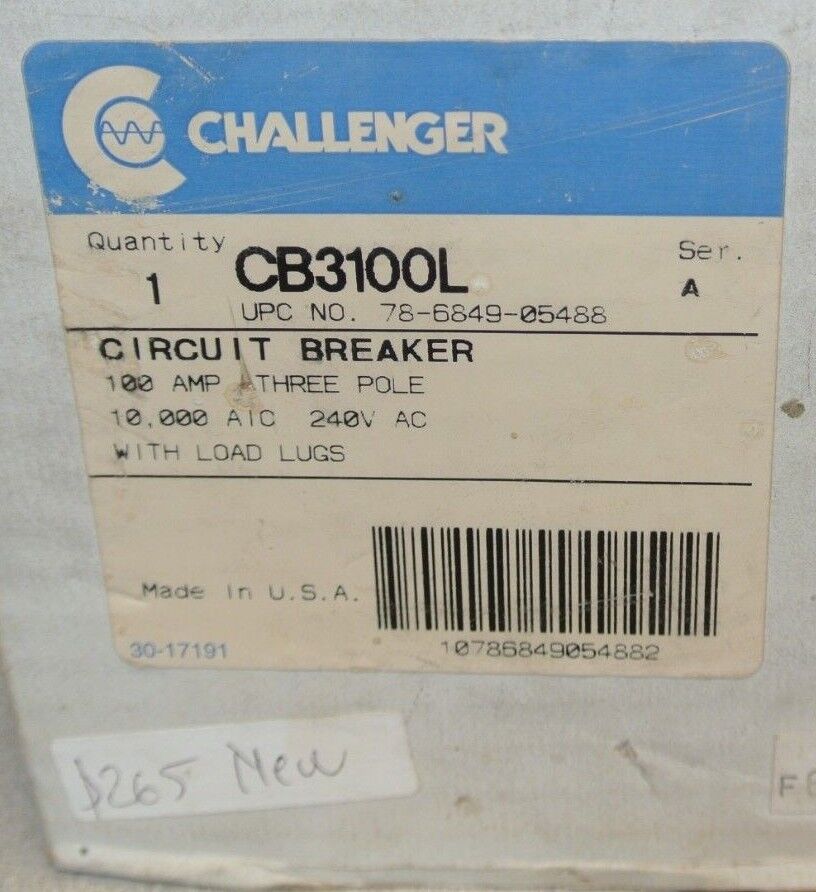 CHALLENGER
Quantity CB3100L Ser.
1 A
UPC NO. 78-6849-05488
CIRCUIT BREAKER
100 AMP THREE POLE
10,000 AIC 240V AC
WITH LOAD LUGS
Made In U.S.A.
30-17191 10786849054882
$265 New
F